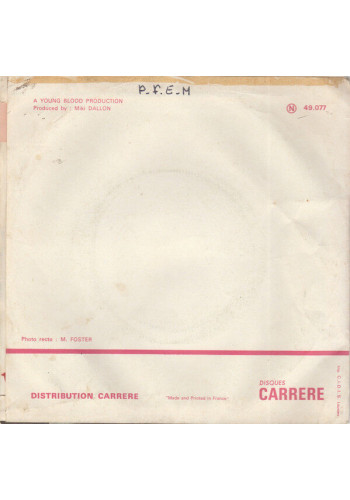 P.F.E.M
A YOUNG BLOOD PRODUCTION
Produced by : Miki DALLON
N 45.077
Photo recto : M. FOSTER
DISTRIBUTION CARRERE
"Made and Printed in France"
DISQUES
CARRERE